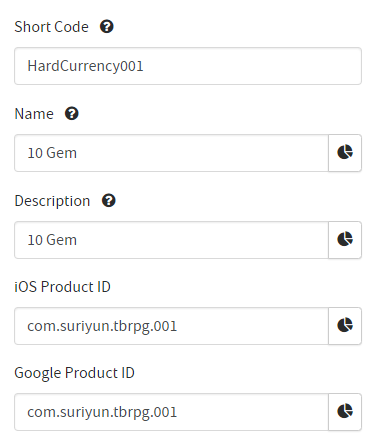 Short Code
HardCurrency001
Name
10 Gem
Description
10 Gem
iOS Product ID
com.suriyun.tbrpg.001
Google Product ID
com.suriyun.tbrpg.001